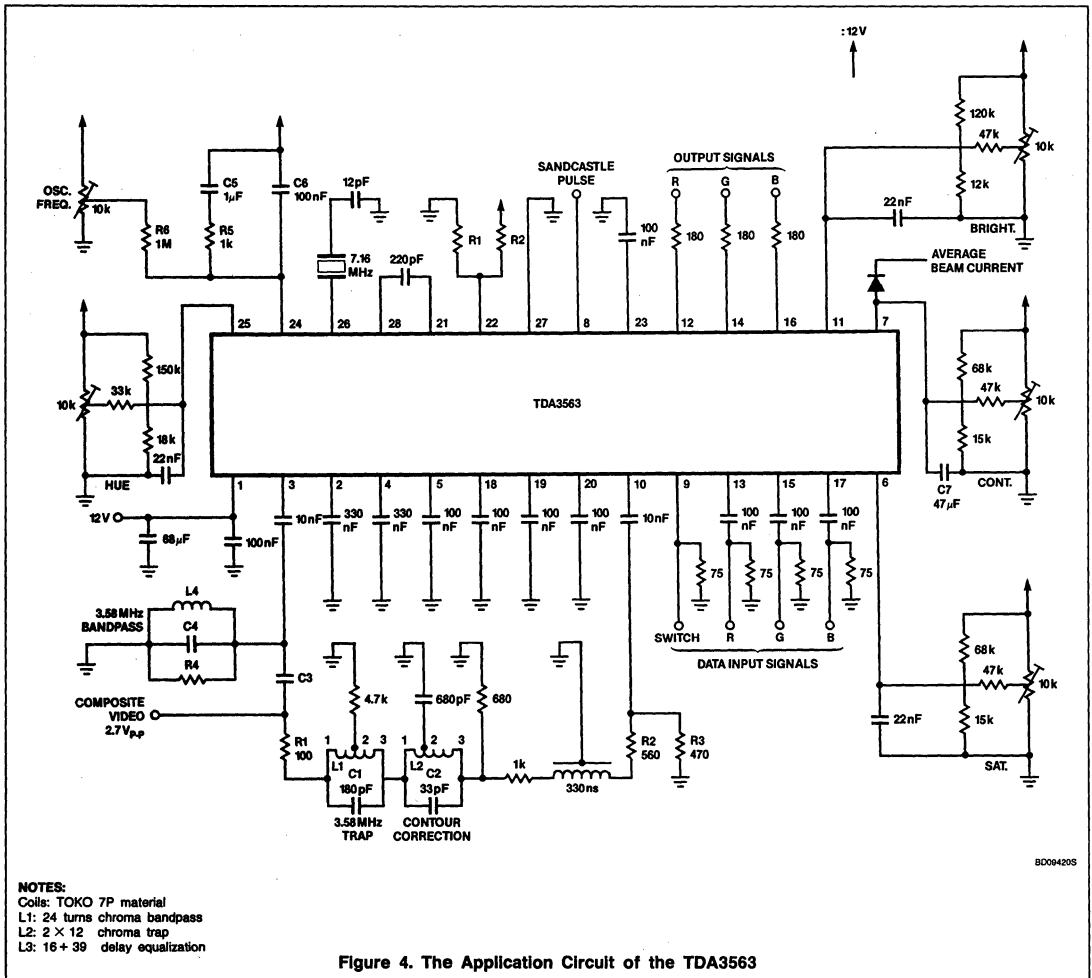 :12V
OSC.
FREQ.
10k
R6
1M
C5
1μF
R5
1k
C6
100nF
12pF
7.16
MHz
220pF
R1
R2
SANDCASTLE
PULSE
100
nF
OUTPUT SIGNALS
R
G
B
180
180
180
120k
47k
10k
12k
22nF
BRIGHT.
AVERAGE
BEAM CURRENT
25
24
26
28
21
22
27
8
23
12
14
16
11
7
150k
33k
10k
18k
22nF
HUE
TDA3563
68k
47k
10k
15k
C7
47μF
CONT.
1
3
2
4
5
18
19
20
10
9
13
15
17
6
12V
68μF
100nF
10nF
330
nF
330
nF
100
nF
100
nF
100
nF
100
nF
10nF
100
nF
100
nF
100
nF
75
75
75
75
SWITCH
R
G
B
DATA INPUT SIGNALS
L4
3.58MHz
BANDPASS
C4
R4
C3
COMPOSITE
VIDEO
2.7VP-P
R1
100
4.7k
1
2
3
L1
C1
180pF
3.58MHz
TRAP
680pF
1
2
3
L2
C2
33pF
CONTOUR
CORRECTION
680
1k
330ns
R2
560
R3
470
68k
47k
10k
15k
22nF
SAT.
BD09420S
NOTES:
Coils: TOKO 7P material
L1: 24 turns chroma bandpass
L2: 2 × 12 chroma trap
L3: 16 + 39 delay equalization
Figure 4. The Application Circuit of the TDA3563